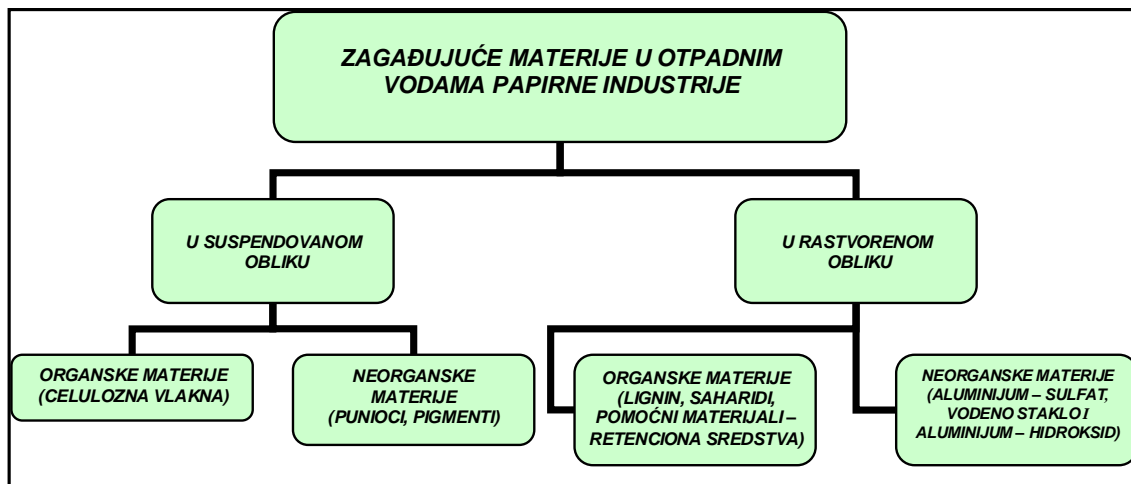 ZAGAĐUJUĆE MATERIJE U OTPADNIM
VODAMA PAPIRNE INDUSTRIJE
U SUSPENDOVANOM
OBLIKU
U RASTVORENOM
OBLIKU
ORGANSKE MATERIJE
(CELULOZNA VLAKNA)
NEORGANSKE
MATERIJE
(PUNIOCI, PIGMENTI)
ORGANSKE MATERIJE
(LIGNIN, SAHARIDI,
POMOĆNI MATERIJALI –
RETENCIONA SREDSTVA)
NEORGANSKE MATERIJE
(ALUMINIJUM – SULFAT,
VODENO STAKLO I
ALUMINIJUM – HIDROKSID)